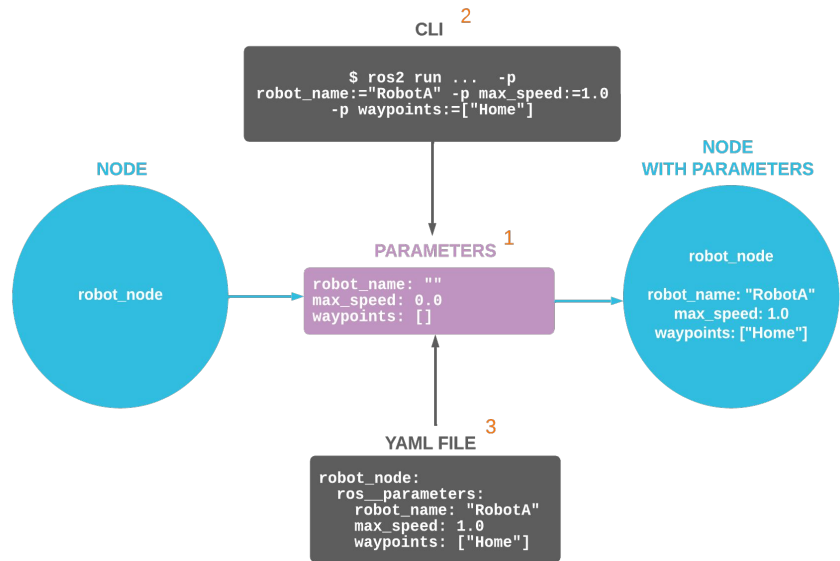 CLI 2
$ ros2 run ... -p
robot_name:="RobotA" -p max_speed:=1.0
-p waypoints:=["Home"]
NODE
robot_node
PARAMETERS 1
robot_name: ""
max_speed: 0.0
waypoints: []
NODE
WITH PARAMETERS
robot_node
robot_name: "RobotA"
max_speed: 1.0
waypoints: ["Home"]
YAML FILE 3
robot_node:
ros__parameters:
robot_name: "RobotA"
max_speed: 1.0
waypoints: ["Home"]